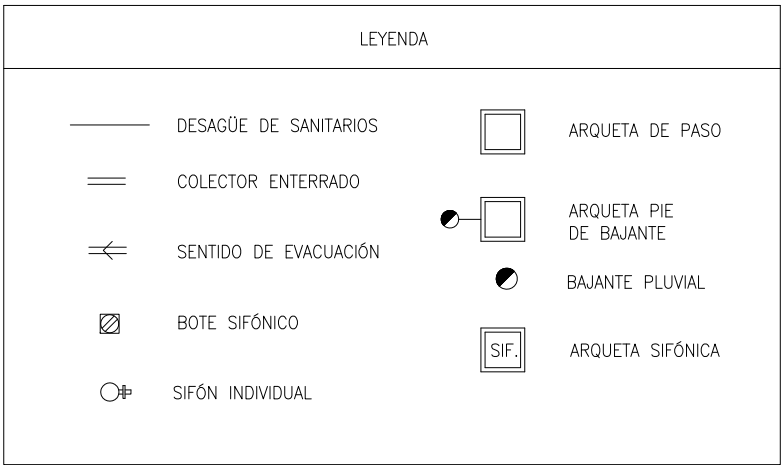 LEYENDA
DESAGÜE DE SANITARIOS
COLECTOR ENTERRADO
SENTIDO DE EVACUACIÓN
BOTE SIFÓNICO
SIFÓN INDIVIDUAL
ARQUETA DE PASO
ARQUETA PIE
DE BAJANTE
BAJANTE PLUVIAL
SIF.
ARQUETA SIFÓNICA